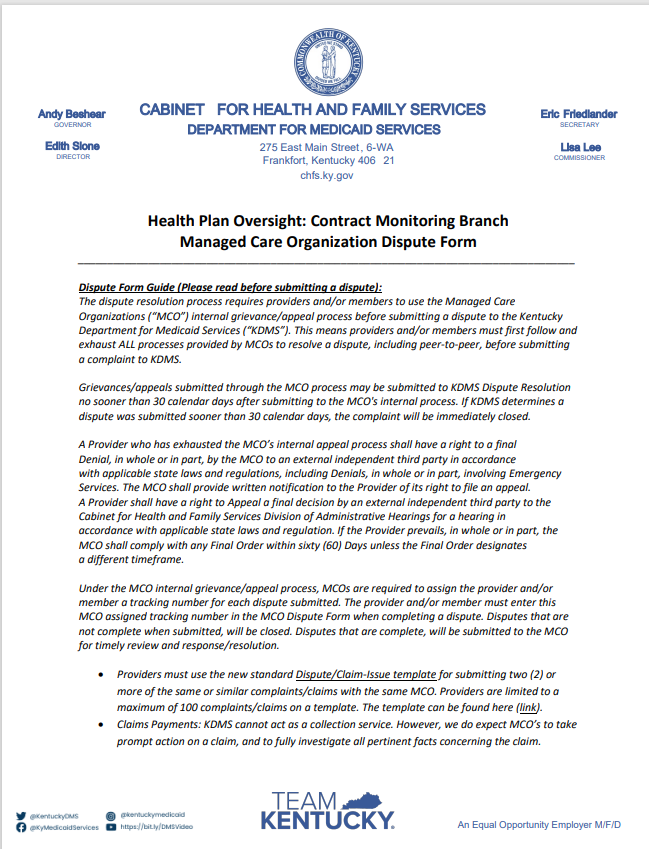 COMMONWEALTH OF KENTUCKY
Andy Beshear
GOVERNOR
Edith Slone
DIRECTOR
CABINET FOR HEALTH AND FAMILY SERVICES
DEPARTMENT FOR MEDICAID SERVICES
275 East Main Street, 6-WA
Frankfort, Kentucky 406 21
chfs.ky.gov
Eric Friedlander
SECRETARY
Lisa Lee
COMMISSIONER
Health Plan Oversight: Contract Monitoring Branch
Managed Care Organization Dispute Form
Dispute Form Guide (Please read before submitting a dispute):
The dispute resolution process requires providers and/or members to use the Managed Care
Organizations (“MCO”) internal grievance/appeal process before submitting a dispute to the Kentucky
Department for Medicaid Services (“KDMS”). This means providers and/or members must first follow and
exhaust ALL processes provided by MCOs to resolve a dispute, including peer-to-peer, before submitting
a complaint to KDMS.
Grievances/appeals submitted through the MCO process may be submitted to KDMS Dispute Resolution
no sooner than 30 calendar days after submitting to the MCO's internal process. If KDMS determines a
dispute was submitted sooner than 30 calendar days, the complaint will be immediately closed.
A Provider who has exhausted the MCO’s internal appeal process shall have a right to a final
Denial, in whole or in part, by the MCO to an external independent third party in accordance
with applicable state laws and regulations, including Denials, in whole or in part, involving Emergency
Services. The MCO shall provide written notification to the Provider of its right to file an appeal.
A Provider shall have a right to Appeal a final decision by an external independent third party to the
Cabinet for Health and Family Services Division of Administrative Hearings for a hearing in
accordance with applicable state laws and regulation. If the Provider prevails, in whole or in part, the
MCO shall comply with any Final Order within sixty (60) Days unless the Final Order designates
a different timeframe.
Under the MCO internal grievance/appeal process, MCOs are required to assign the provider and/or
member a tracking number for each dispute submitted. The provider and/or member must enter this
MCO assigned tracking number in the MCO Dispute Form when completing a dispute. Disputes that are
not complete when submitted, will be closed. Disputes that are complete, will be submitted to the MCO
for timely review and response/resolution.
• Providers must use the new standard Dispute/Claim-Issue template for submitting two (2) or
more of the same or similar complaints/claims with the same MCO. Providers are limited to a
maximum of 100 complaints/claims on a template. The template can be found here (link).
• Claims Payments: KDMS cannot act as a collection service. However, we do expect MCO’s to take
prompt action on a claim, and to fully investigate all pertinent facts concerning the claim.
@KentuckyDMS
@kentuckymedicaid
@KyMedicaidServices
https://bit.ly/DMSVideo
TEAM
KENTUCKY®
An Equal Opportunity Employer M/F/D